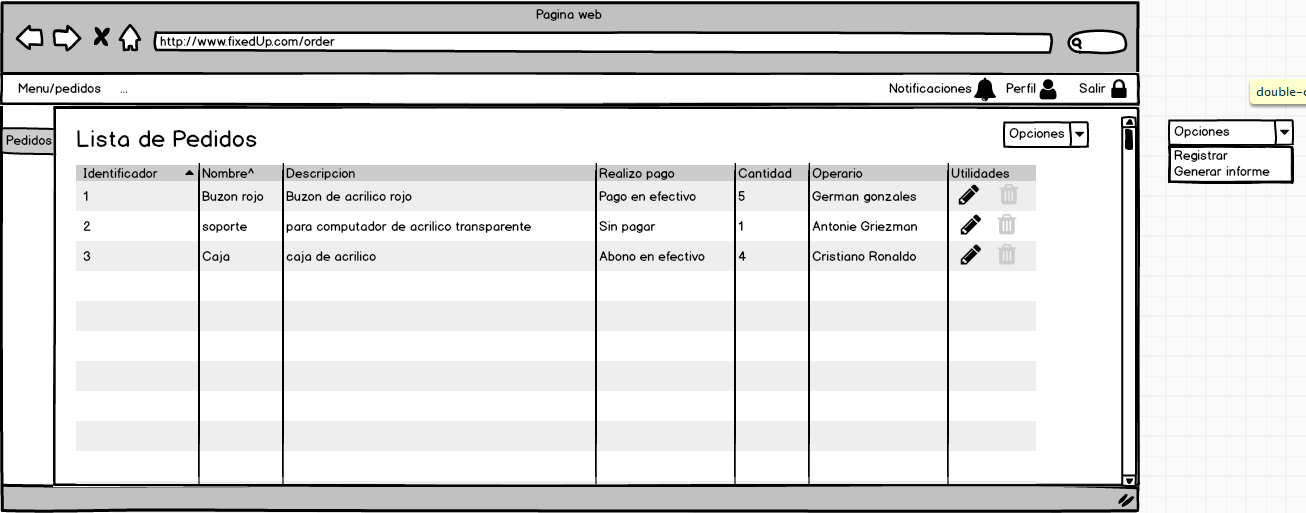 Pagina web
http://www.fixedUp.com/order
Menu/pedidos ... Notificaciones Perfil Salir
double-
Pedidos
Lista de Pedidos
Opciones
Opciones
Registrar
Generar informe
Identificador Nombre^ Descripcion Realizo pago Cantidad Operario Utilidades
1 Buzon rojo Buzon de acrilico rojo Pago en efectivo 5 German gonzales
2 soporte para computador de acrilico transparente Sin pagar 1 Antonie Griezman
3 Caja caja de acrilico Abono en efectivo 4 Cristiano Ronaldo